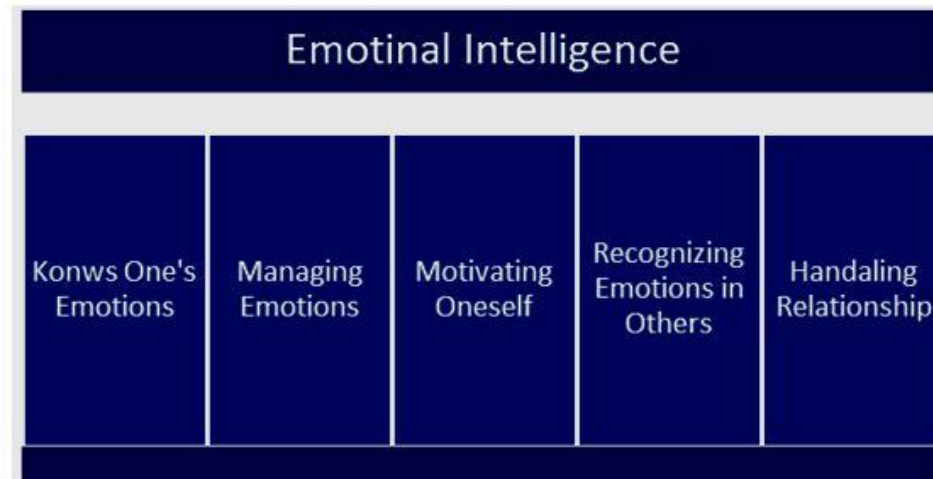 Emotinal Intelligence
Konws One's
Emotions
Managing
Emotions
Motivating
Oneself
Recognizing
Emotions in
Others
Handaling
Relationship